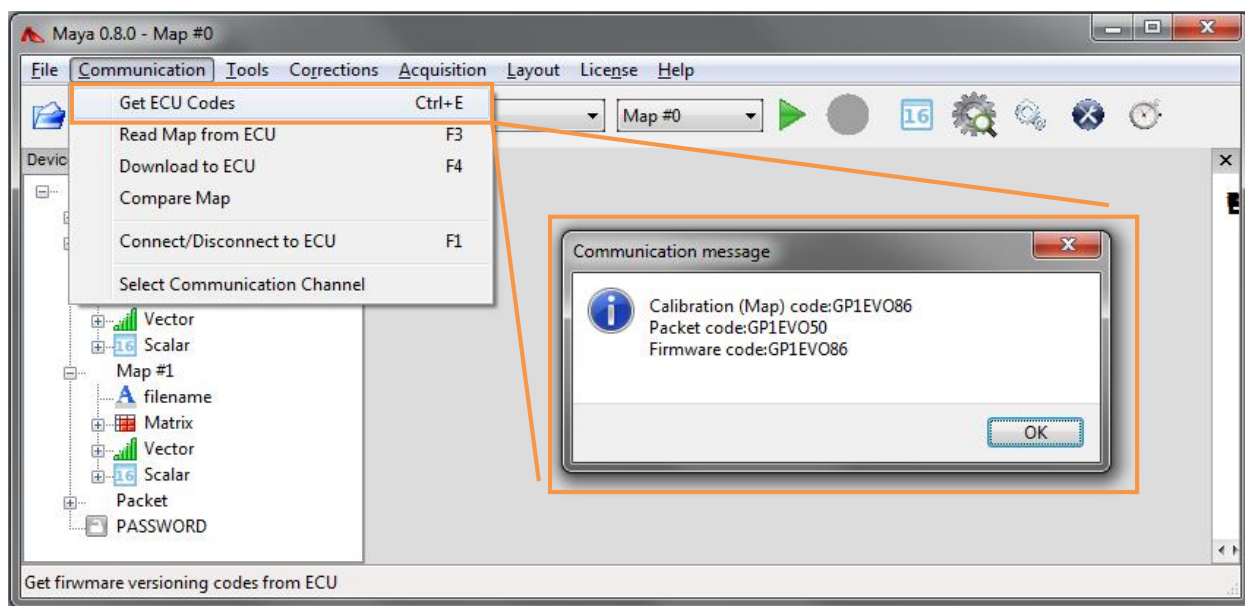 Maya 0.8.0 - Map #0
File Communication Tools Corrections Acquisition Layout License Help
Get ECU Codes Ctrl+E
Map #0
16
Read Map from ECU F3
Download to ECU F4
Compare Map
Connect/Disconnect to ECU F1
Select Communication Channel
Devic
Vector
16 Scalar
Map #1
A filename
Matrix
Vector
16 Scalar
Packet
PASSWORD
Communication message
Calibration (Map) code:GP1EVO86
Packet code:GP1EVO50
Firmware code:GP1EVO86
OK
Get firwmare versioning codes from ECU